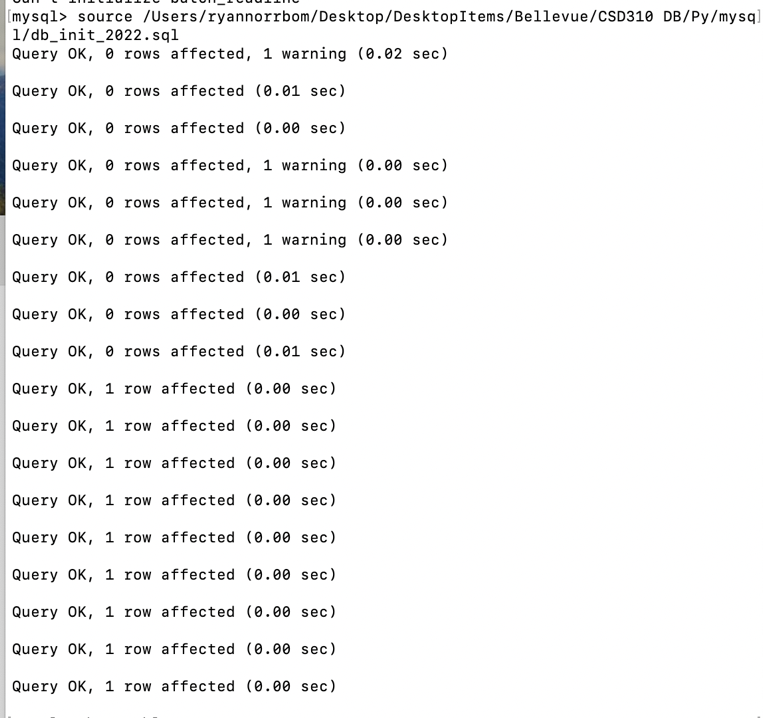 [mysql> source /Users/ryannorrbom/Desktop/DesktopItems/Bellevue/CSD310 DB/Py/mysq]
l/db_init_2022.sql
Query OK, 0 rows affected, 1 warning (0.02 sec)
Query OK, 0 rows affected (0.01 sec)
Query OK, 0 rows affected (0.00 sec)
Query OK, 0 rows affected, 1 warning (0.00 sec)
Query OK, 0 rows affected, 1 warning (0.00 sec)
Query OK, 0 rows affected, 1 warning (0.00 sec)
Query OK, 0 rows affected (0.01 sec)
Query OK, 0 rows affected (0.00 sec)
Query OK, 0 rows affected (0.01 sec)
Query OK, 1 row affected (0.00 sec)
Query OK, 1 row affected (0.00 sec)
Query OK, 1 row affected (0.00 sec)
Query OK, 1 row affected (0.00 sec)
Query OK, 1 row affected (0.00 sec)
Query OK, 1 row affected (0.00 sec)
Query OK, 1 row affected (0.00 sec)
Query OK, 1 row affected (0.00 sec)
Query OK, 1 row affected (0.00 sec)